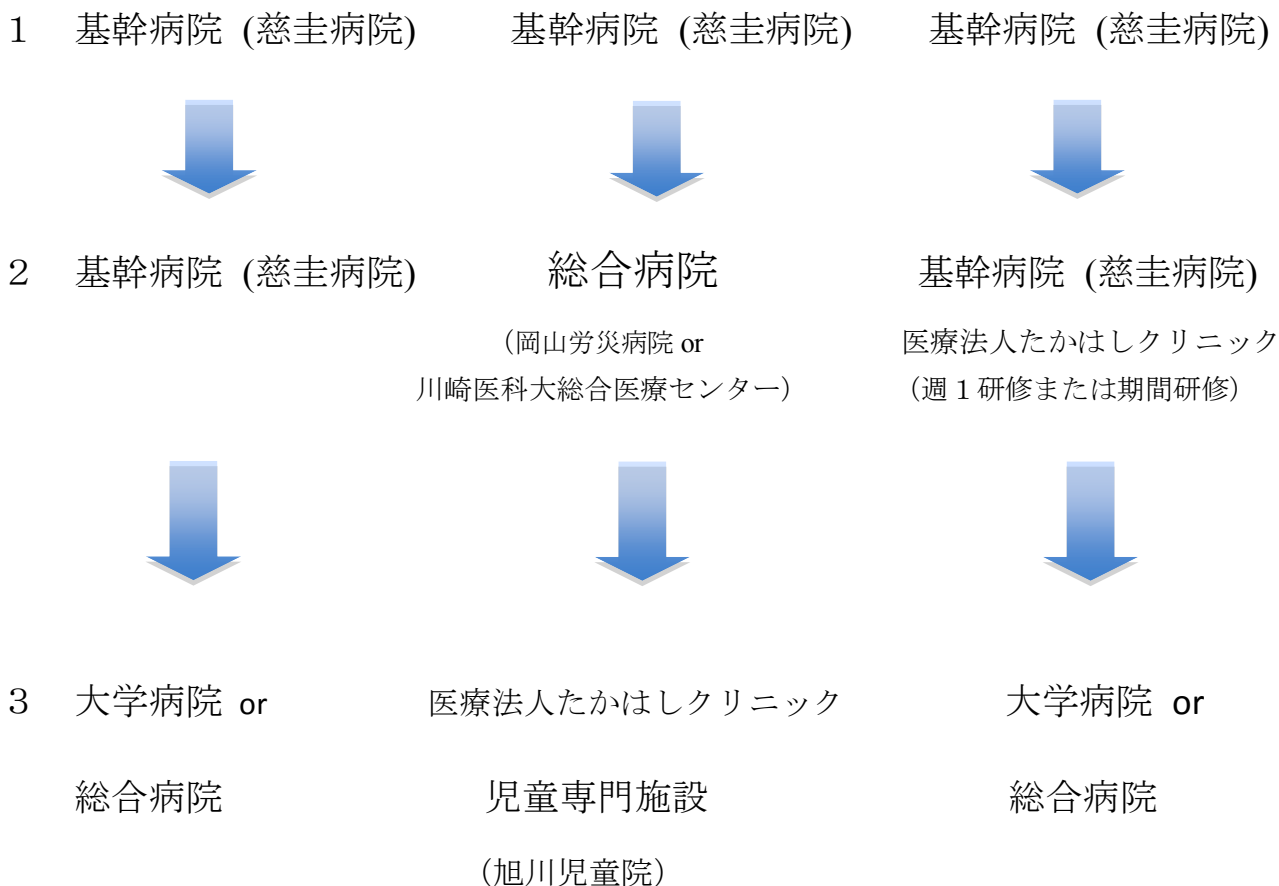 １ 基幹病院 (慈圭病院) 基幹病院 (慈圭病院) 基幹病院 (慈圭病院)
２ 基幹病院 (慈圭病院) 総合病院 基幹病院 (慈圭病院)
（岡山労災病院 or 医療法人たかはしクリニック
川崎医科大総合医療センター） （週１研修または期間研修）
３ 大学病院 or 医療法人たかはしクリニック 大学病院 or
総合病院 児童専門施設 総合病院
（旭川児童院）